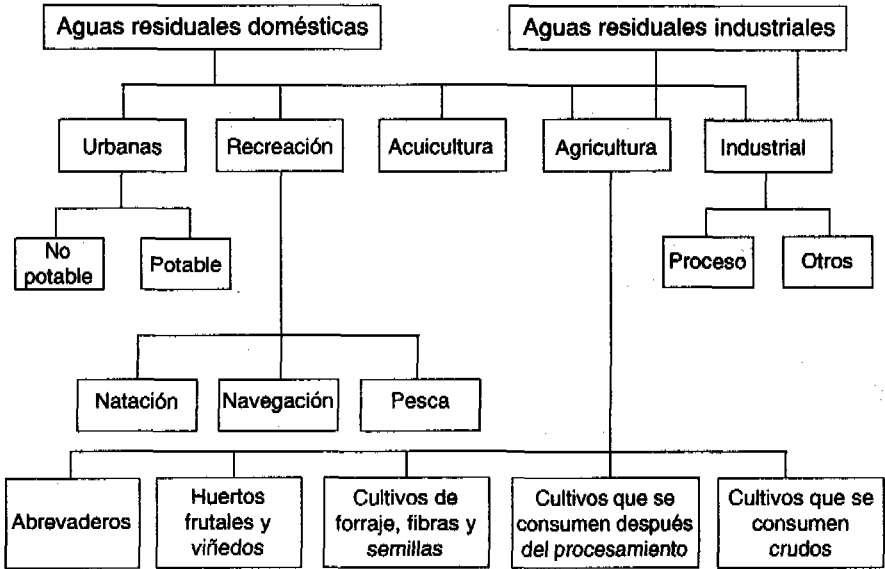 Aguas residuales domésticas
Aguas residuales industriales
Urbanas
Recreación
Acuicultura
Agricultura
Industrial
No
potable
Potable
Proceso
Otros
Natación
Navegación
Pesca
Abrevaderos
Huertos
frutales y
viñedos
Cultivos de
forraje, fibras y
semillas
Cultivos que se
consumen después
del procesamiento
Cultivos que se
consumen
crudos